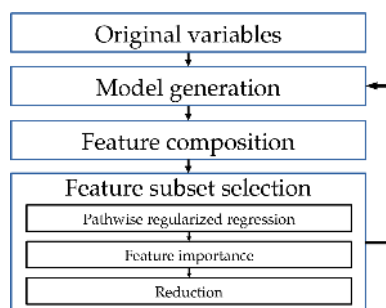 Original variables
Model generation
Feature composition
Feature subset selection
Pathwise regularized regression
Feature importance
Reduction